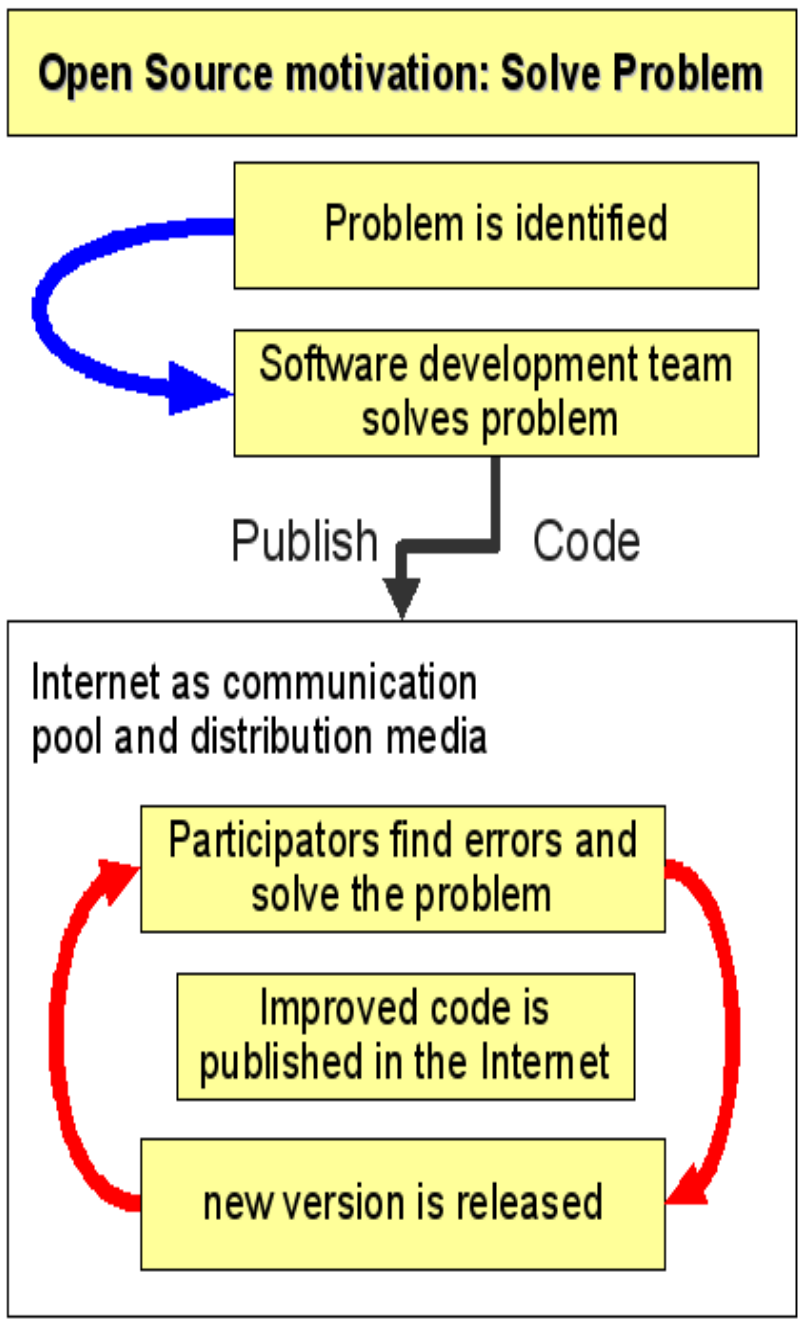 Open Source motivation: Solve Problem
Problem is identified
Software development team
solves problem
Publish Code
Internet as communication
pool and distribution media
Participators find errors and
solve the problem
Improved code is
published in the Internet
new version is released